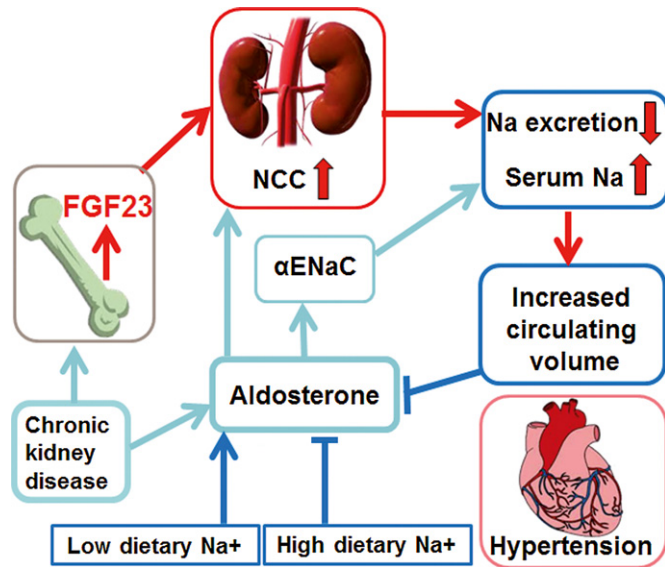 NCC
Na excretion
Serum Na
FGF23
αENaC
Increased
circulating
volume
Aldosterone
Chronic
kidney
disease
Low dietary Na+
High dietary Na+
Hypertension